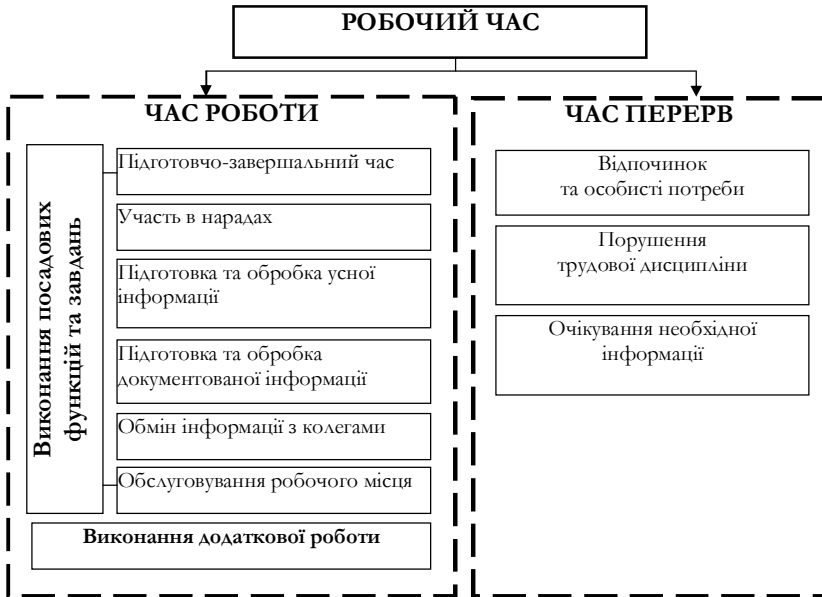 РОБОЧИЙ ЧАС
ЧАС РОБОТИ
Виконання посадових
функцій та завдань
Підготовчо-завершальний час
Участь в нарадах
Підготовка та обробка усної
інформації
Підготовка та обробка
документованої інформації
Обмін інформації з колегами
Обслуговування робочого місця
Виконання додаткової роботи
ЧАС ПЕРЕРВ
Відпочинок
та особисті потреби
Порушення
трудової дисципліни
Очікування необхідної
інформації